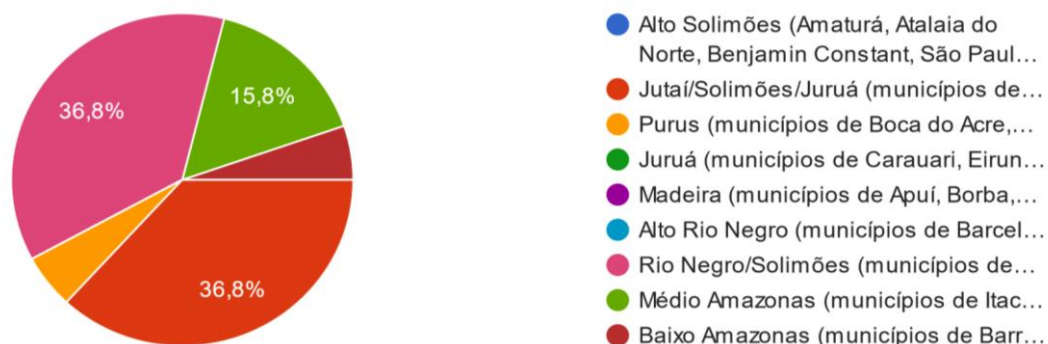 36,8%
15,8%
36,8%
Alto Solimões (Amaturá, Atalaia do
Norte, Benjamin Constant, São Paul…
Jutaí/Solimões/Juruá (municípios de…
Purus (municípios de Boca do Acre,…
Juruá (municípios de Carauari, Eirun…
Madeira (municípios de Apuí, Borba,…
Alto Rio Negro (municípios de Barcel…
Rio Negro/Solimões (municípios de…
Médio Amazonas (municípios de Itac…
Baixo Amazonas (municípios de Barr…